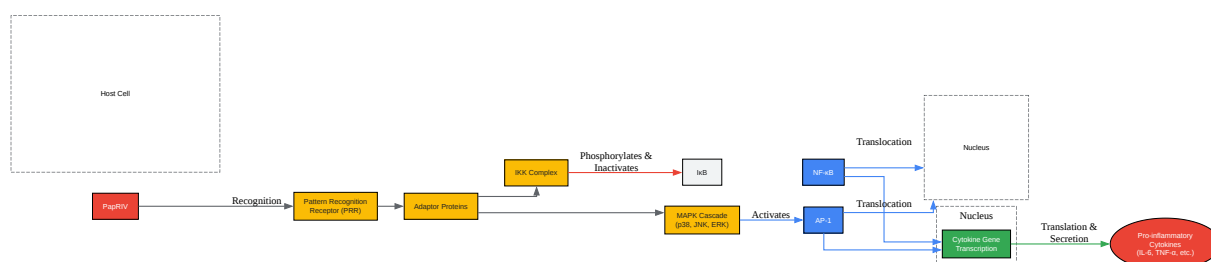 Host Cell
PapRIV
Recognition
Pattern Recognition
Receptor (PRR)
Adaptor Proteins
IKK Complex
Phosphorylates &
Inactivates
IκB
MAPK Cascade
(p38, JNK, ERK)
Activates
NF-κB
AP-1
Translocation
Translocation
Nucleus
Nucleus
Cytokine Gene
Transcription
Translation &
Secretion
Pro-inflammatory
Cytokines
(IL-6, TNF-α, etc.)